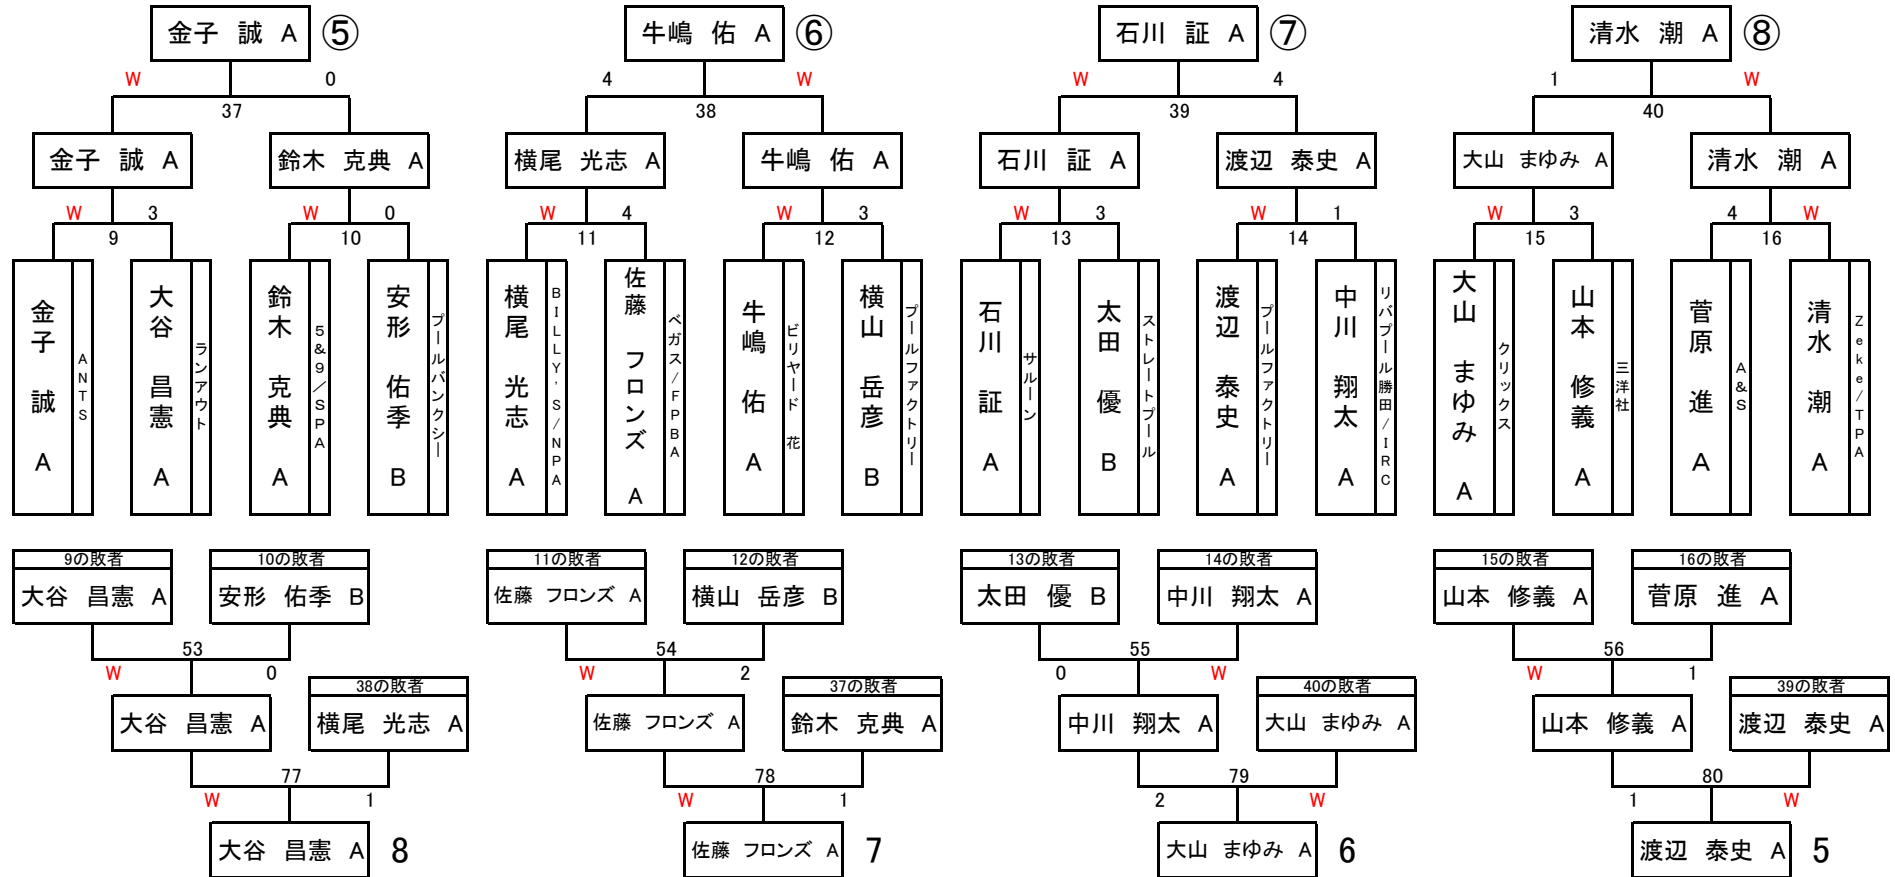 金子 誠 A ⑤ 牛嶋 佑 A ⑥ 石川 証 A ⑦ 清水 潮 A ⑧
W 0 4 W W 4 1 W
37 38 39 40
金子 誠 A 鈴木 克典 A 横尾 光志 A 牛嶋 佑 A 石川 証 A 渡辺 泰史 A 大山 まゆみ A 清水 潮 A
W 3 W 0 W 4 W 3 W 3 W 1 W 3 4 W
9 10 11 12 13 14 15 16
金子 誠 A
ANTS
大谷 昌憲 A
ランアウト
鈴木 克典 A
5&9/SPA
安形 佑季 B
プールバンクシー
横尾 光志 A
BILLY'S/NPA
佐藤 フロンズ A
ベガス/FPBA
牛嶋 佑 A
ビリヤード 花
横山 岳彦 B
プールファクトリー
石川 証 A
サルーン
太田 優 B
ストレートプール
渡辺 泰史 A
プールファクトリー
中川 翔太 A
リバプール勝田/IRC
大山 まゆみ A
クリックス
山本 修義 A
三洋社
菅原 進 A
A&S
清水 潮 A
Zeke/TPA
9の敗者 10の敗者 11の敗者 12の敗者 13の敗者 14の敗者 15の敗者 16の敗者
大谷 昌憲 A 安形 佑季 B 佐藤 フロンズ A 横山 岳彦 B 太田 優 B 中川 翔太 A 山本 修義 A 菅原 進 A
53 54 55 56
W 0 W 2 0 W W 1
38の敗者 37の敗者 40の敗者 39の敗者
大谷 昌憲 A 横尾 光志 A 佐藤 フロンズ A 鈴木 克典 A 中川 翔太 A 大山 まゆみ A 山本 修義 A 渡辺 泰史 A
77 78 79 80
W 1 W 1 2 W 1 W
大谷 昌憲 A 8 佐藤 フロンズ A 7 大山 まゆみ A 6 渡辺 泰史 A 5